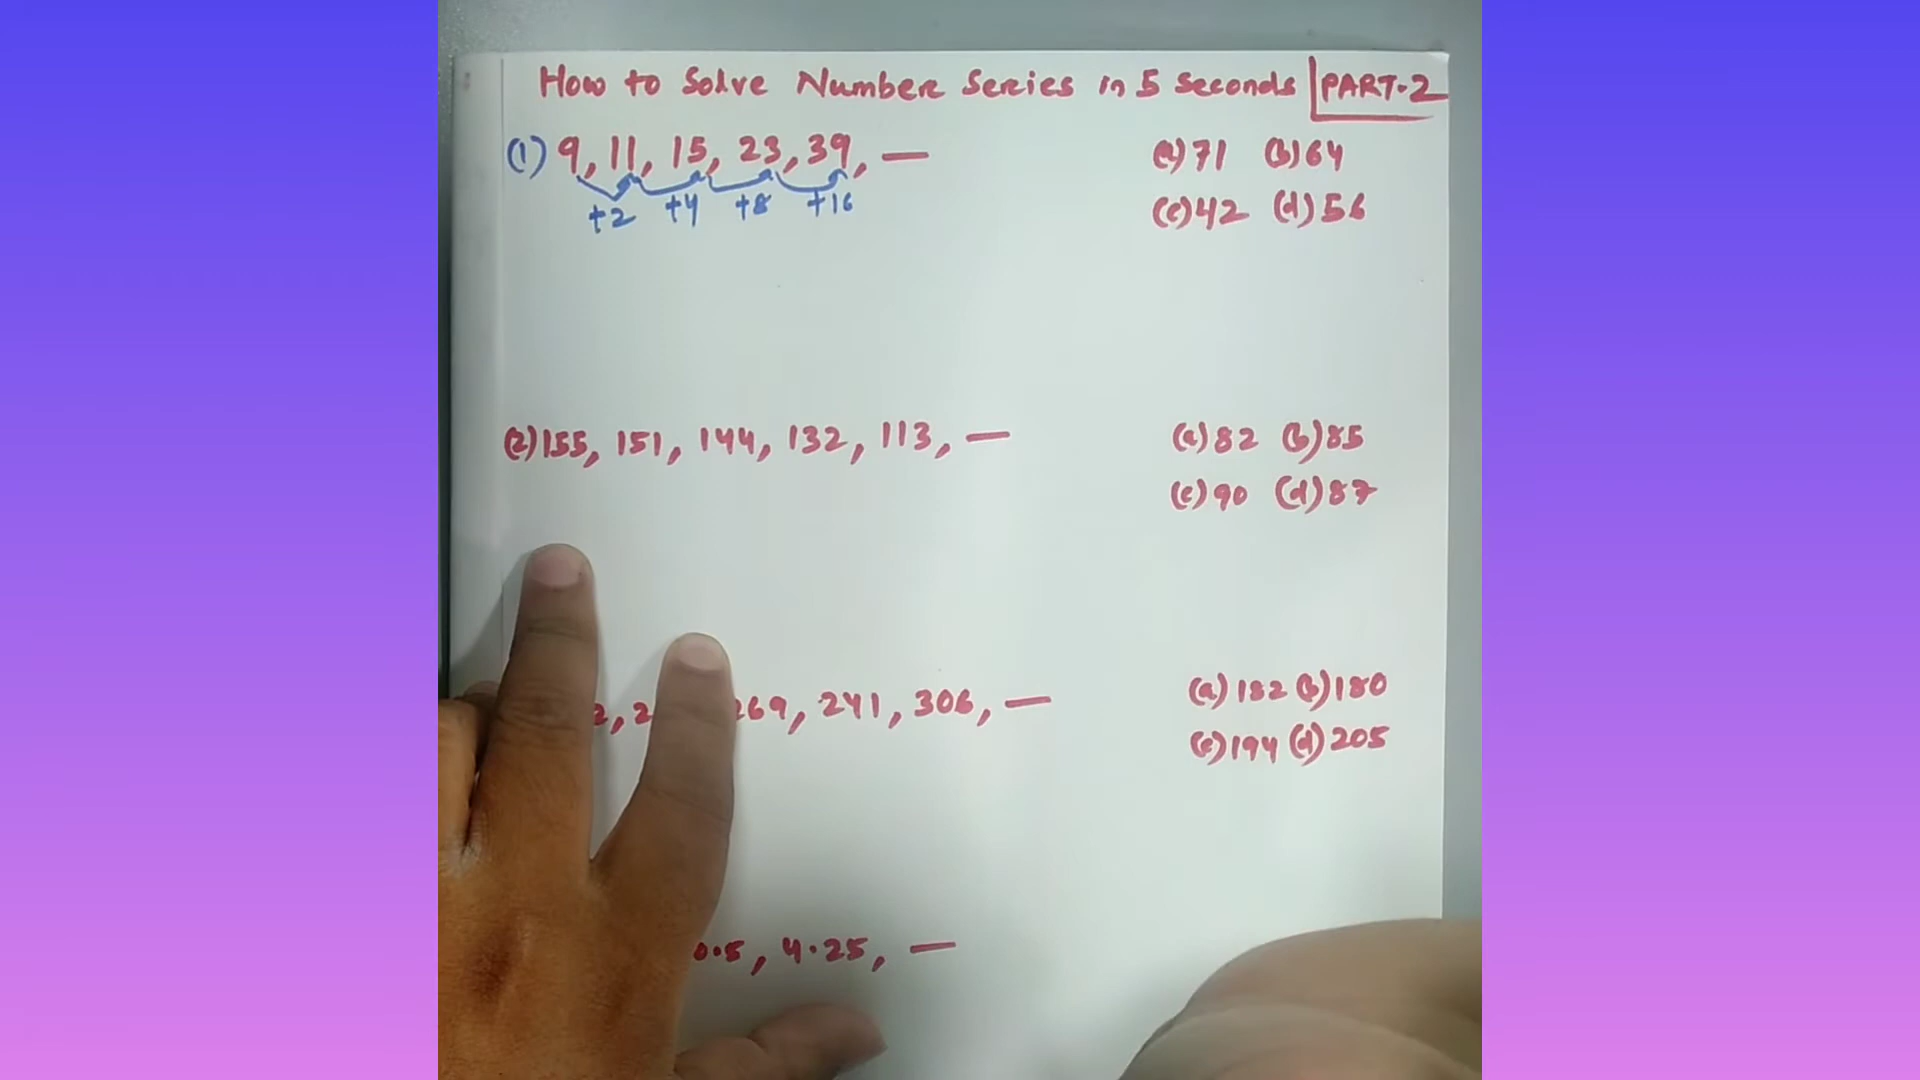 How to Solve Number Series in 5 Seconds PART-2
(1) 9, 11, 15, 23, 39, — (a) 71 (b) 64
+2 +4 +8 +16 (c) 42 (d) 56
(2) 155, 151, 144, 132, 113, — (a) 82 (b) 85
(c) 90 (d) 87
269, 241, 306, — (a) 182 (b) 180
(c) 194 (d) 205
4.25, —